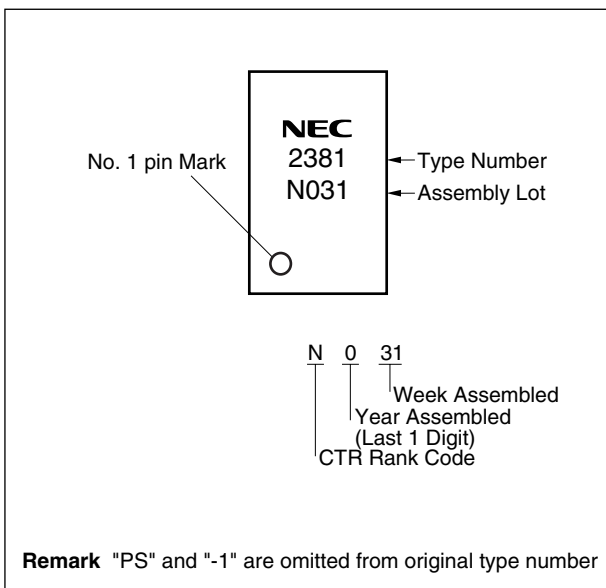 NEC
2381
N031
No. 1 pin Mark
Type Number
Assembly Lot
N 0 31
Week Assembled
Year Assembled
(Last 1 Digit)
CTR Rank Code
Remark "PS" and "-1" are omitted from original type number